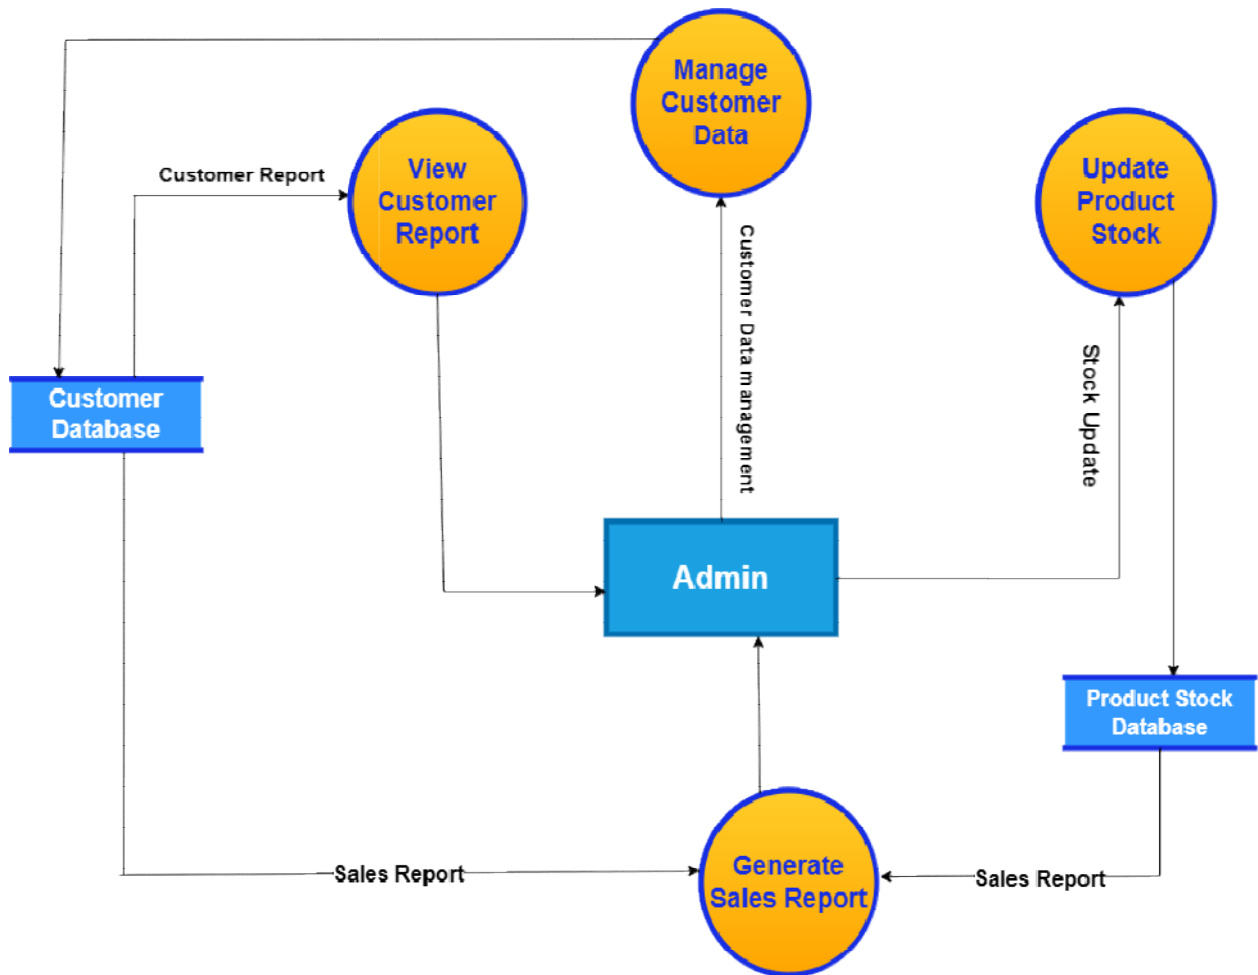 Manage
Customer
Data
View
Customer
Report
Update
Product
Stock
Customer Report
Customer Data management
Stock Update
Customer
Database
Admin
Product Stock
Database
Generate
Sales Report
Sales Report
Sales Report